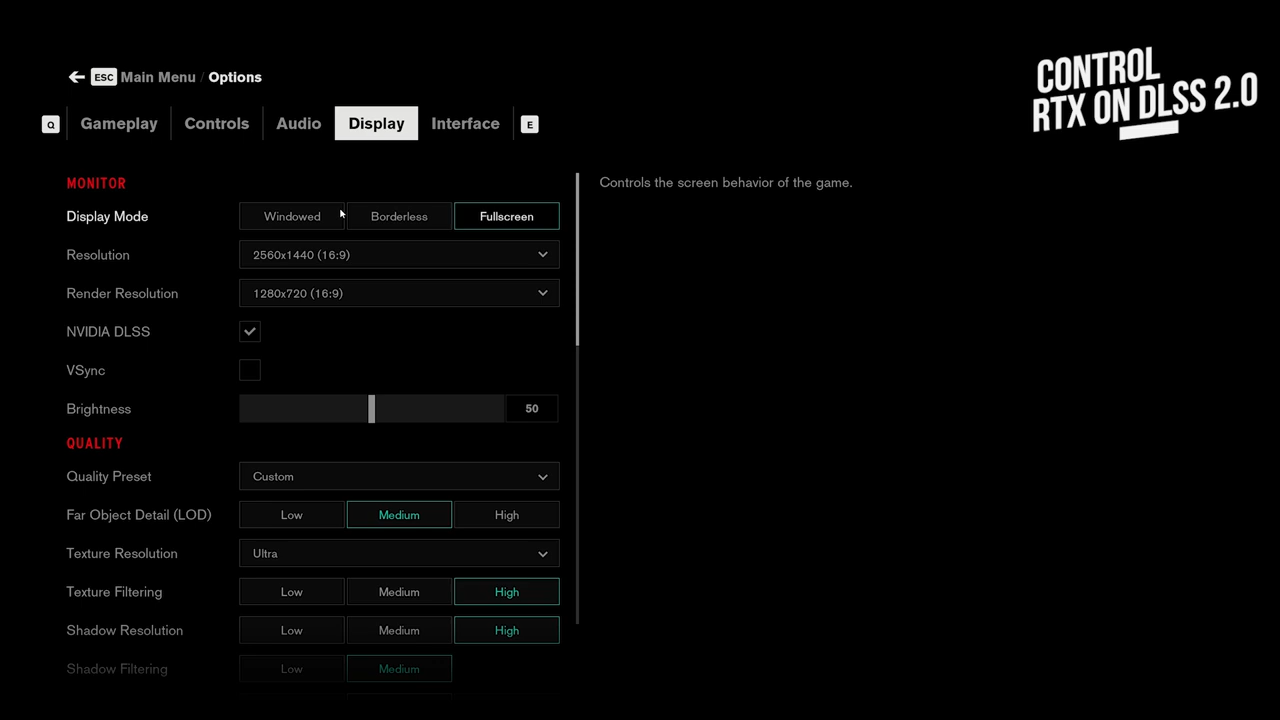 CONTROL
RTX ON DLSS 2.0
ESC Main Menu / Options
Q Gameplay Controls Audio Display Interface E
MONITOR
Controls the screen behavior of the game.
Display Mode Windowed Borderless Fullscreen
Resolution 2560x1440 (16:9)
Render Resolution 1280x720 (16:9)
NVIDIA DLSS
VSync
Brightness 50
QUALITY
Quality Preset Custom
Far Object Detail (LOD) Low Medium High
Texture Resolution Ultra
Texture Filtering Low Medium High
Shadow Resolution Low Medium High
Shadow Filtering Low Medium